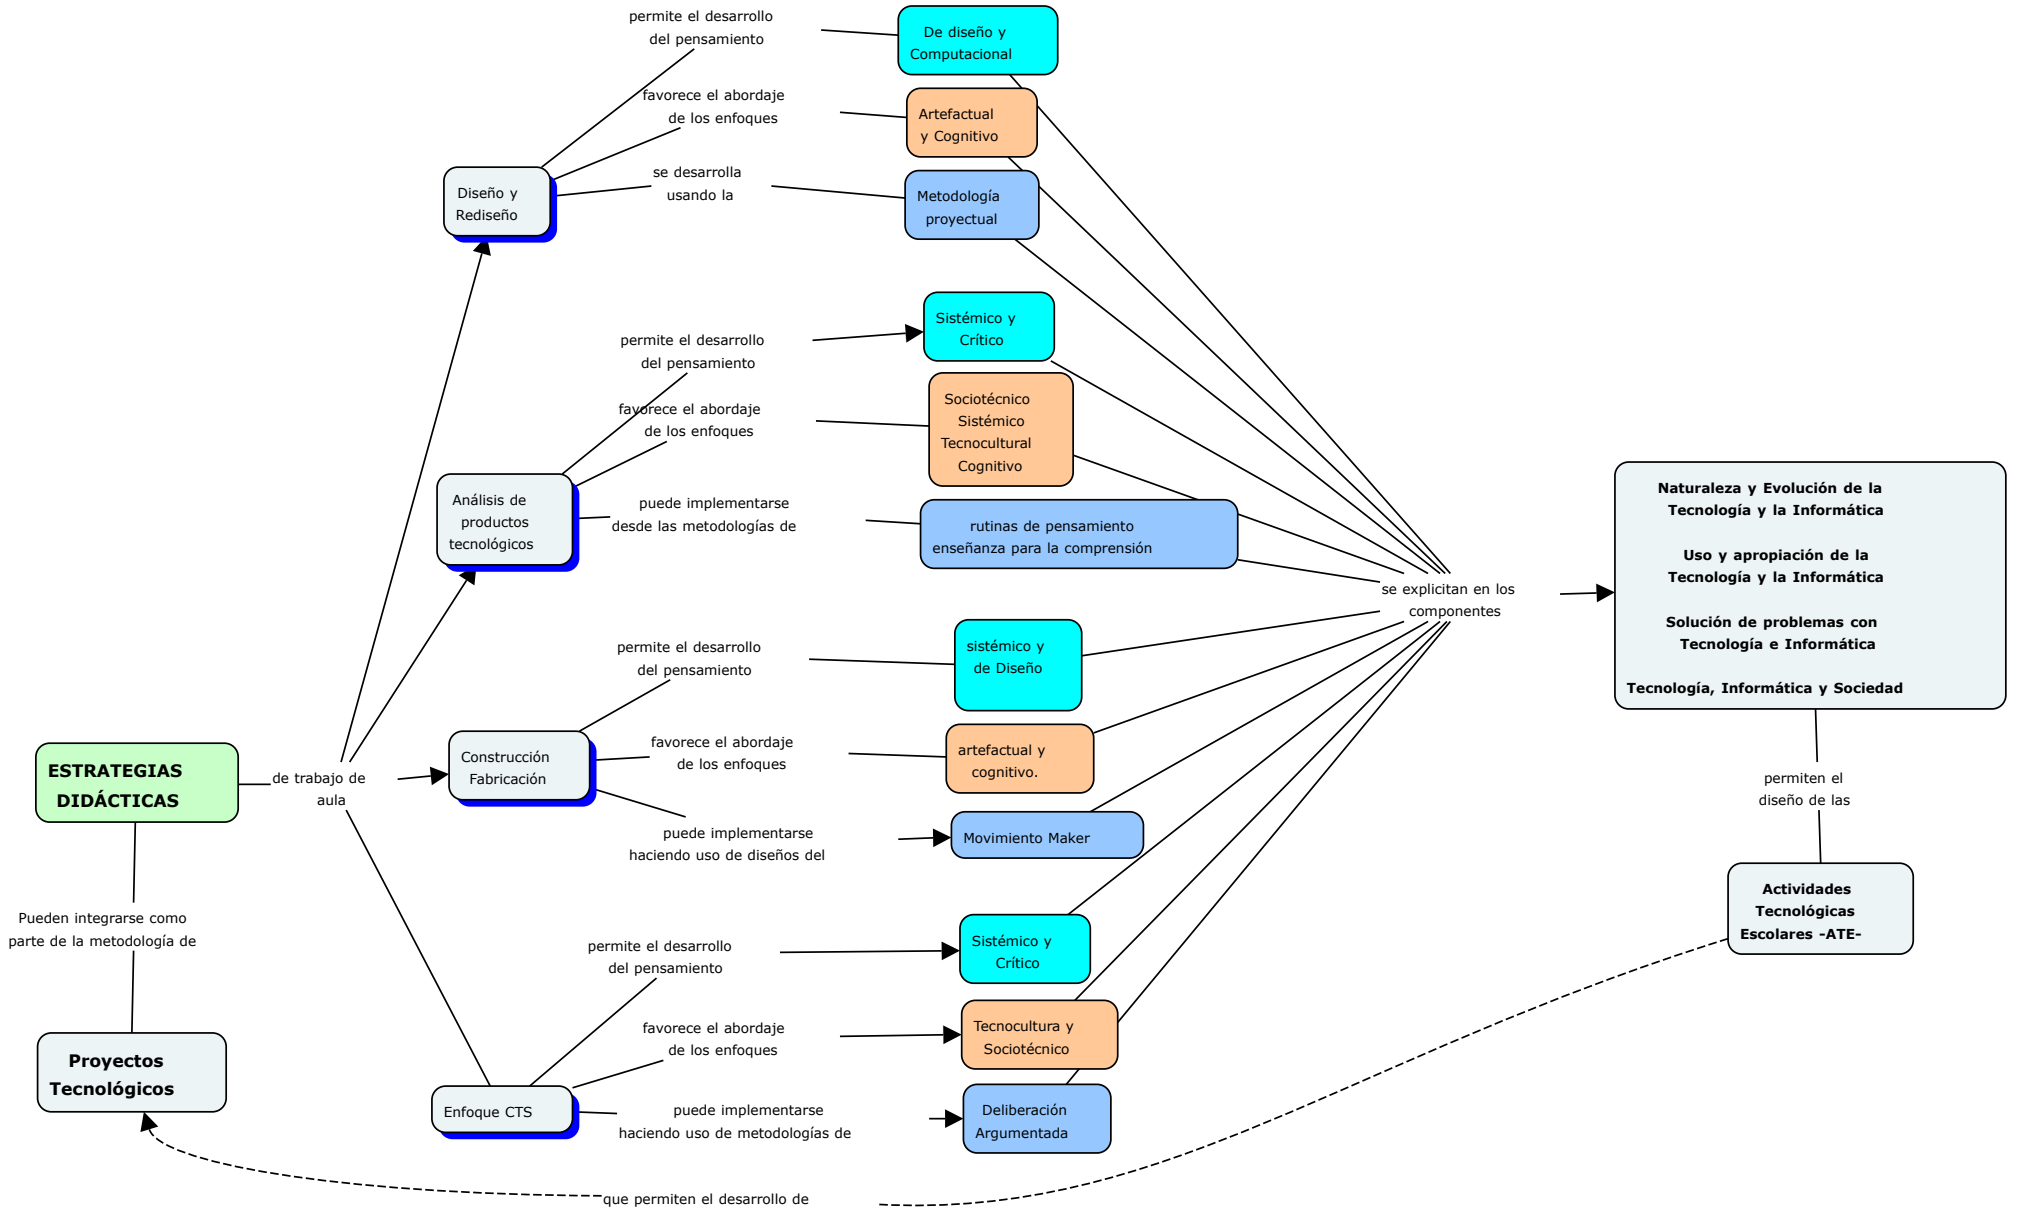 permite el desarrollo
del pensamiento
De diseño y
Computacional
favorece el abordaje
de los enfoques
Artefactual
y Cognitivo
Diseño y
Rediseño
se desarrolla
usando la
Metodología
proyectual
permite el desarrollo
del pensamiento
Sistémico y
Crítico
favorece el abordaje
de los enfoques
Sociotécnico
Sistémico
Tecnocultural
Cognitivo
Análisis de
productos
tecnológicos
puede implementarse
desde las metodologías de
rutinas de pensamiento
enseñanza para la comprensión
se explicitan en los
componentes
Naturaleza y Evolución de la
Tecnología y la Informática
Uso y apropiación de la
Tecnología y la Informática
Solución de problemas con
Tecnología e Informática
Tecnología, Informática y Sociedad
permite el desarrollo
del pensamiento
sistémico y
de Diseño
Construcción
Fabricación
favorece el abordaje
de los enfoques
artefactual y
cognitivo.
puede implementarse
haciendo uso de diseños del
Movimiento Maker
ESTRATEGIAS
DIDÁCTICAS
de trabajo de
aula
permiten el
diseño de las
Actividades
Tecnológicas
Escolares -ATE-
Pueden integrarse como
parte de la metodología de
permite el desarrollo
del pensamiento
Sistémico y
Crítico
favorece el abordaje
de los enfoques
Tecnocultura y
Sociotécnico
Proyectos
Tecnológicos
Enfoque CTS
puede implementarse
haciendo uso de metodologías de
Deliberación
Argumentada
que permiten el desarrollo de